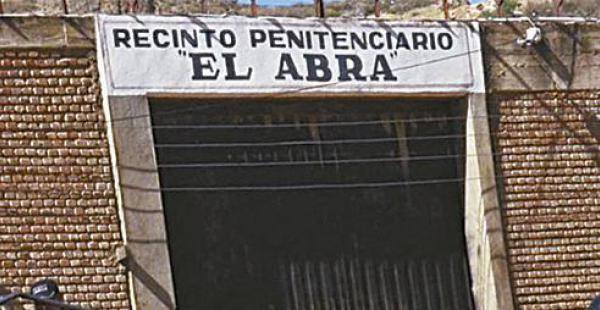 RECINTO PENITENCIARIO
"EL ABRA"